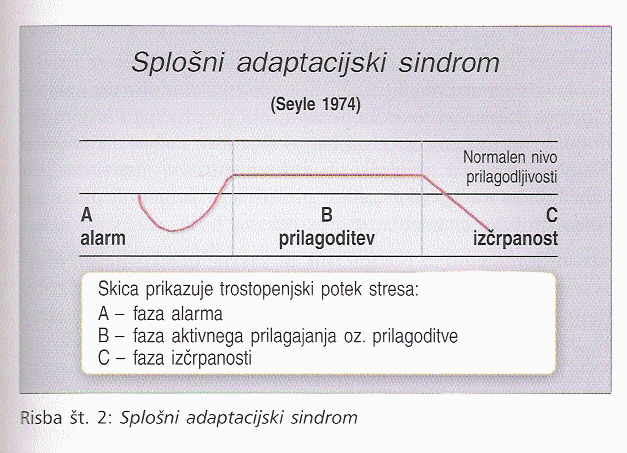 Splošni adaptacijski sindrom
(Seyle 1974)
Normalen nivo
prilagodljivosti
A
alarm
B
prilagoditev
C
izčrpanost
Skica prikazuje trostopenjski potek stresa:
A – faza alarma
B – faza aktivnega prilagajanja oz. prilagoditve
C – faza izčrpanosti
Risba št. 2: Splošni adaptacijski sindrom